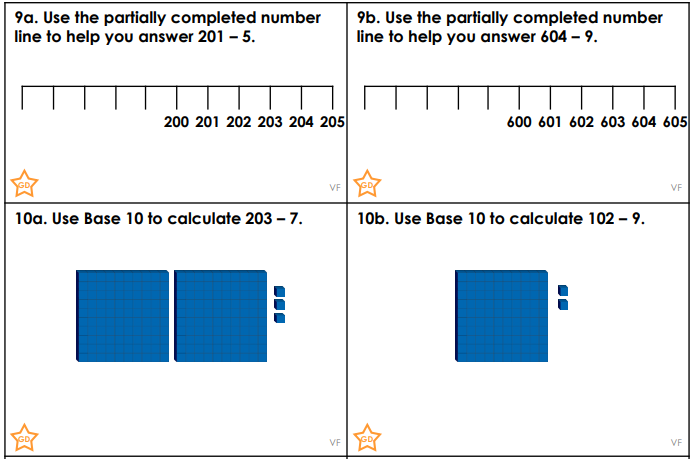 9a. Use the partially completed number
line to help you answer 201 – 5.
200 201 202 203 204 205
GD
VF
9b. Use the partially completed number
line to help you answer 604 – 9.
600 601 602 603 604 605
GD
VF
10a. Use Base 10 to calculate 203 – 7.
GD
VF
10b. Use Base 10 to calculate 102 – 9.
GD
VF